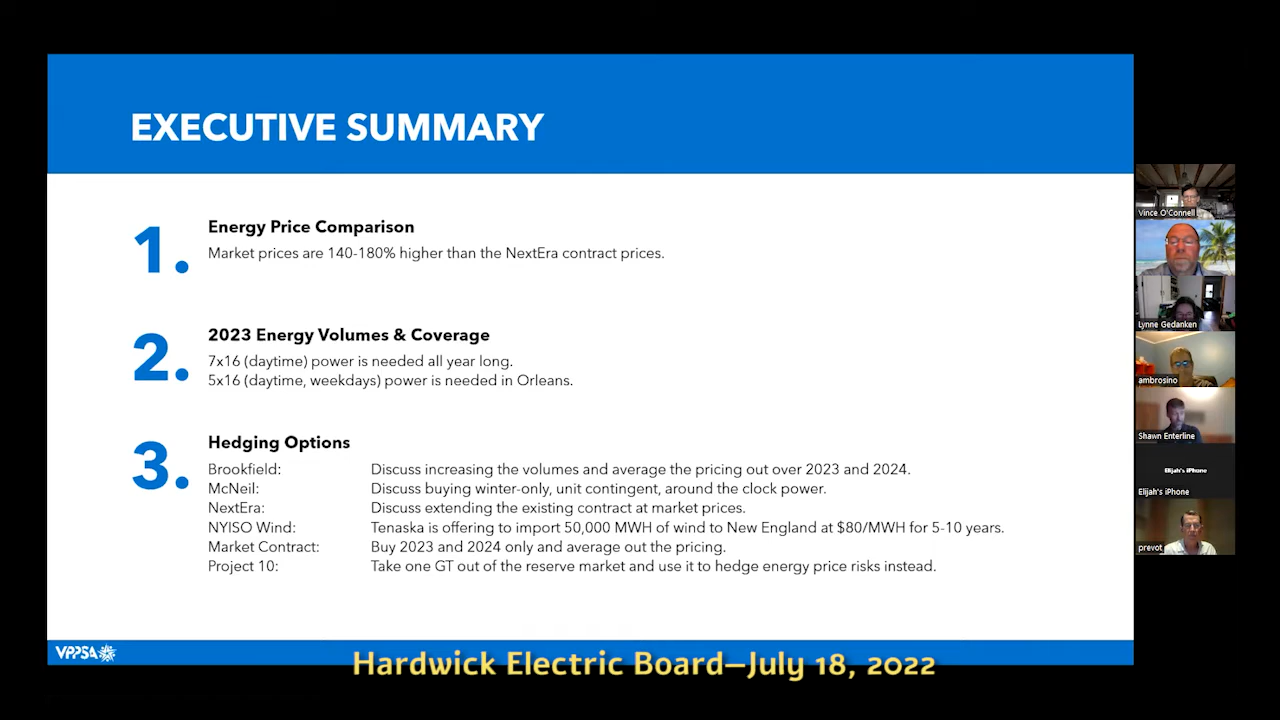 EXECUTIVE SUMMARY
1.
Energy Price Comparison
Market prices are 140-180% higher than the NextEra contract prices.
2.
2023 Energy Volumes & Coverage
7x16 (daytime) power is needed all year long.
5x16 (daytime, weekdays) power is needed in Orleans.
3.
Hedging Options
Brookfield: Discuss increasing the volumes and average the pricing out over 2023 and 2024.
McNeil: Discuss buying winter-only, unit contingent, around the clock power.
NextEra: Discuss extending the existing contract at market prices.
NYISO Wind: Tenaska is offering to import 50,000 MWH of wind to New England at $80/MWH for 5-10 years.
Market Contract: Buy 2023 and 2024 only and average out the pricing.
Project 10: Take one GT out of the reserve market and use it to hedge energy price risks instead.
VPPSA
Hardwick Electric Board—July 18, 2022
Vince O'Connell
Lynne Gedanken
ambrosino
Shawn Enterline
Elijah's iPhone
Elijah's iPhone
prevot